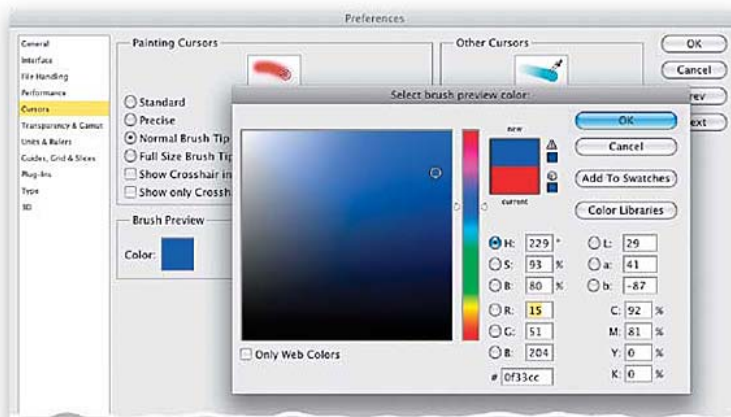 Preferences
General
Interface
File Handling
Performance
Cursors
Transparency & Gamut
Units & Rulers
Guides, Grid & Slices
Plug-Ins
Type
3D
Painting Cursors
Standard
Precise
Normal Brush Tip
Full Size Brush Tip
Show Crosshair in
Show only Crossh
Brush Preview
Color:
Other Cursors
OK
Cancel
rev
ext
Select brush preview color:
new
current
OK
Cancel
Add To Swatches
Color Libraries
H: 229 °
S: 93 %
B: 80 %
R: 15
G: 51
B: 204
# 0f33cc
L: 29
a: 41
b: -87
C: 92 %
M: 81 %
Y: 0 %
K: 0 %
Only Web Colors